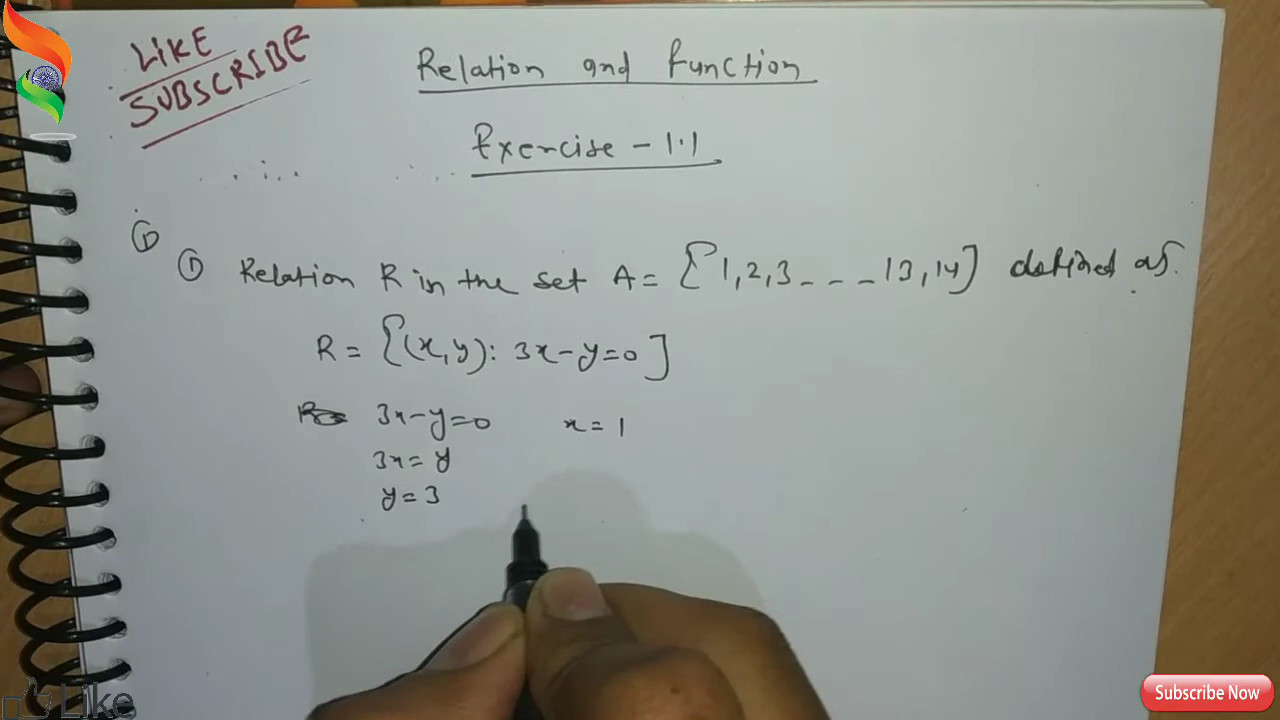 LIKE
SUBSCRIBE
Relation and Function
Exercise - 1.1
①
① Relation R in the set A = {1,2,3 - - - 13,14] defined as.
R = {(x,y): 3x-y=0]
3x-y=0 x=1
3x=y
y=3
Like
Subscribe Now